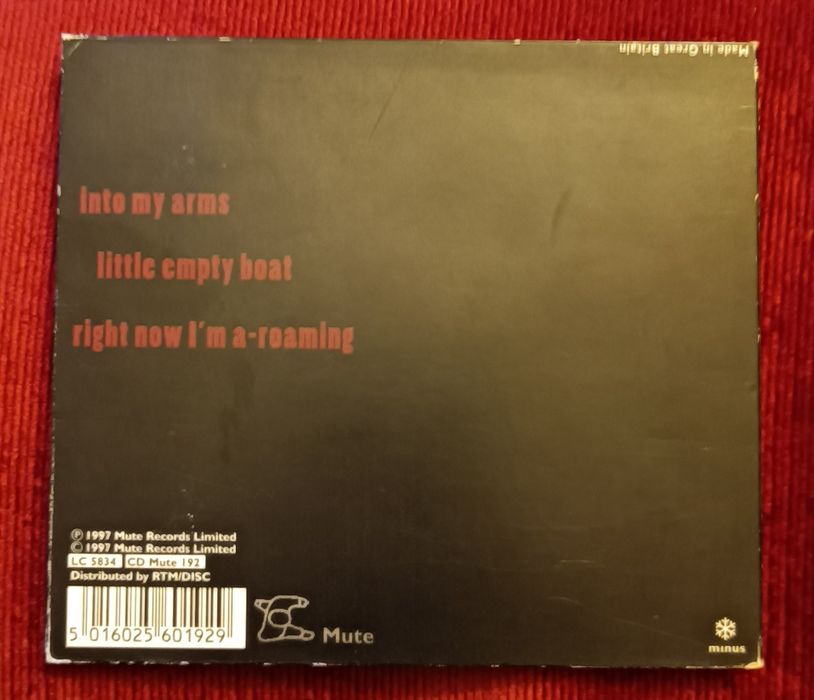 Made in Great Britain
into my arms
little empty boat
right now I'm a-roaming
℗ 1997 Mute Records Limited
© 1997 Mute Records Limited
LC 5834 CD Mute 192
Distributed by RTM/DISC
5 016025 601929
Mute
minus